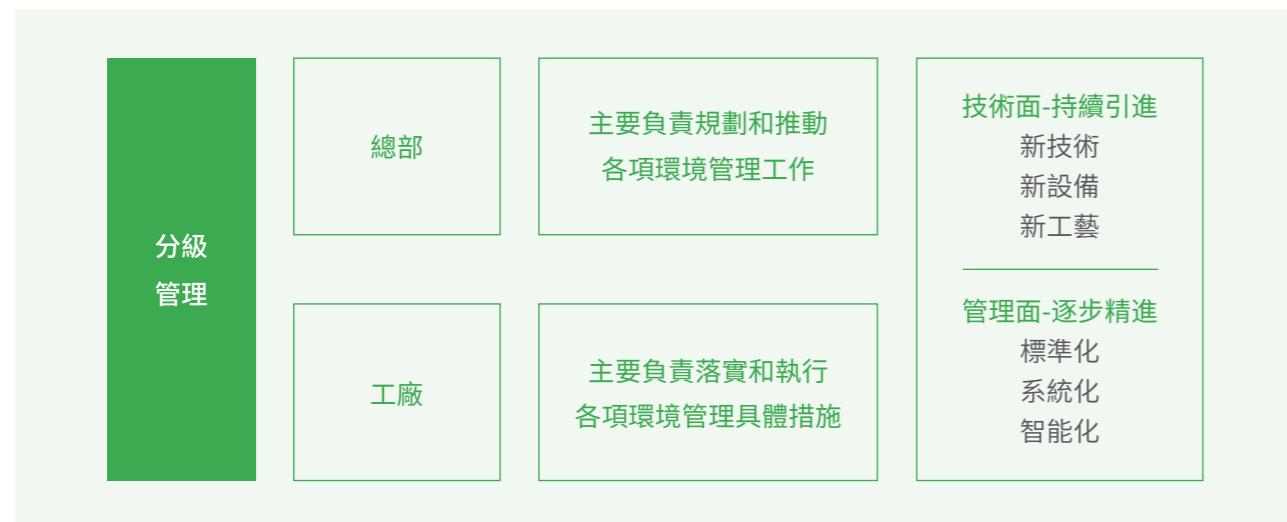 分級
管理
總部
主要負責規劃和推動
各項環境管理工作
工廠
主要負責落實和執行
各項環境管理具體措施
技術面-持續引進
新技術
新設備
新工藝
管理面-逐步精進
標準化
系統化
智能化